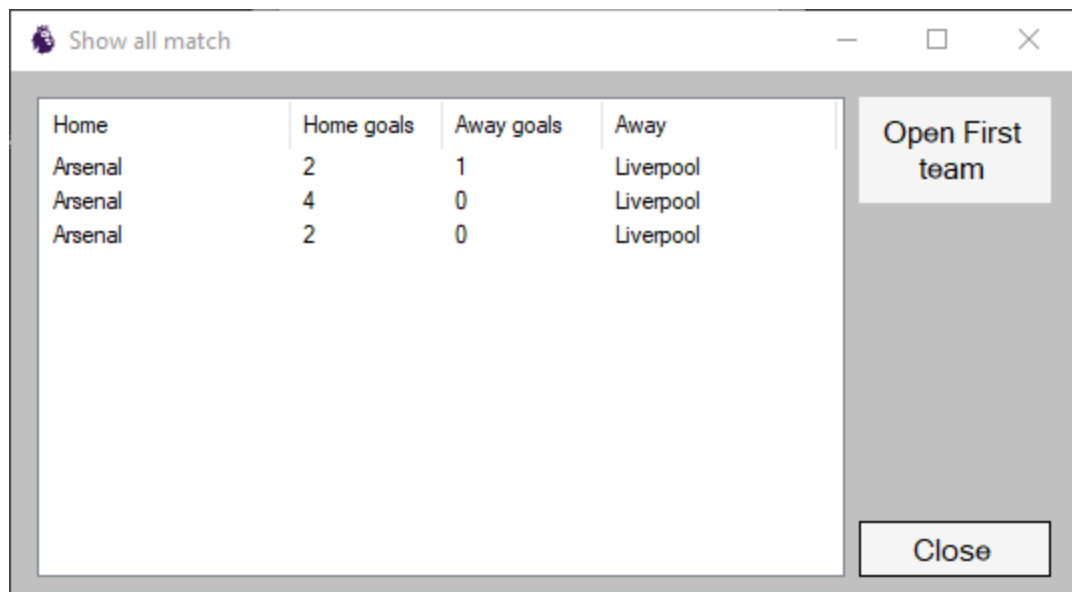 Show all match
Home Home goals Away goals Away
Arsenal 2 1 Liverpool
Arsenal 4 0 Liverpool
Arsenal 2 0 Liverpool
Open First
team
Close